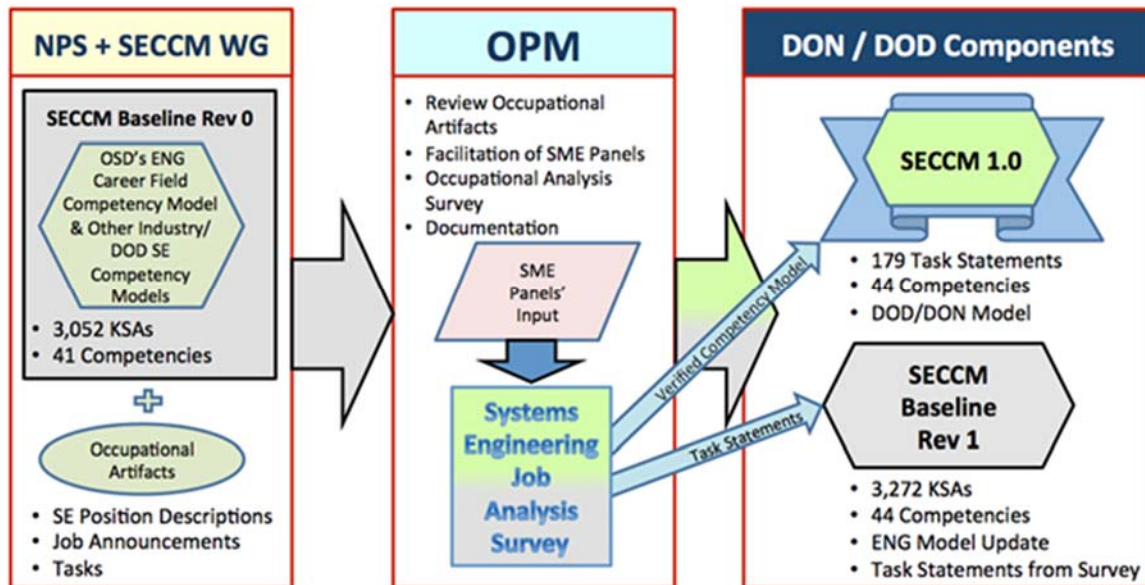 NPS + SECCM WG
SECCM Baseline Rev 0
OSD's ENG
Career Field
Competency Model
& Other Industry/
DOD SE
Competency
Models
• 3,052 KSAs
• 41 Competencies
Occupational
Artifacts
• SE Position Descriptions
• Job Announcements
• Tasks
OPM
• Review Occupational
Artifacts
• Facilitation of SME Panels
• Occupational Analysis
Survey
• Documentation
SME
Panels'
Input
Systems
Engineering
Job
Analysis
Survey
Verified Competency Model
Task Statements
DON / DOD Components
SECCM 1.0
• 179 Task Statements
• 44 Competencies
• DOD/DON Model
SECCM
Baseline
Rev 1
• 3,272 KSAs
• 44 Competencies
• ENG Model Update
• Task Statements from Survey